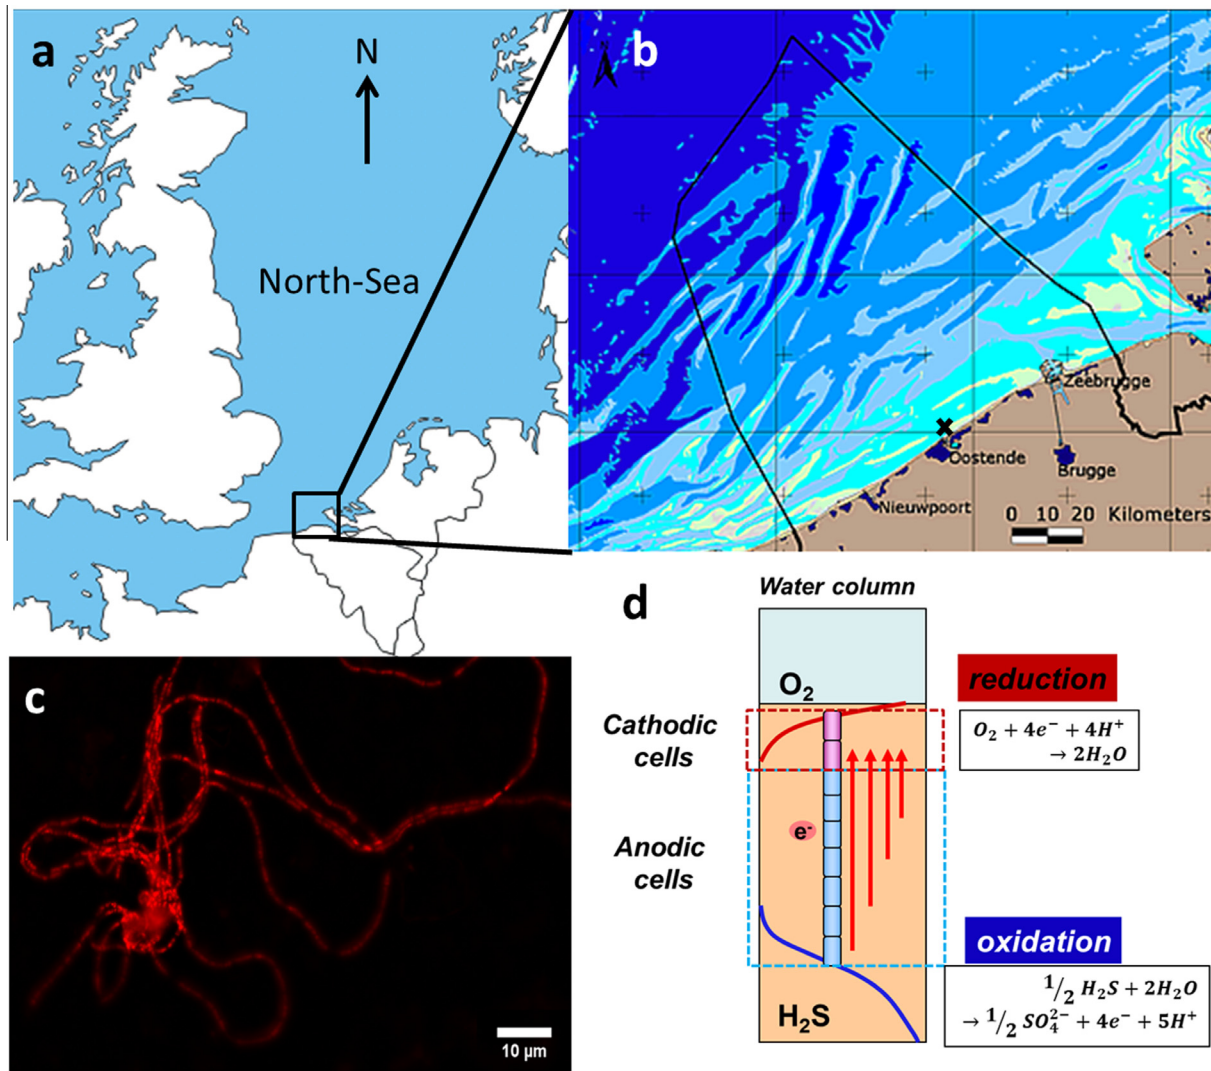 a
N
North-Sea
b
Zeebrugge
Oostende
Brugge
Nieuwpoort
0 10 20 Kilometers
c
10 µm
d
Water column
O₂
Cathodic
cells
reduction
O₂ + 4e⁻ + 4H⁺
→ 2H₂O
e⁻
Anodic
cells
oxidation
½ H₂S + 2H₂O
→ ½ SO₄²⁻ + 4e⁻ + 5H⁺
H₂S